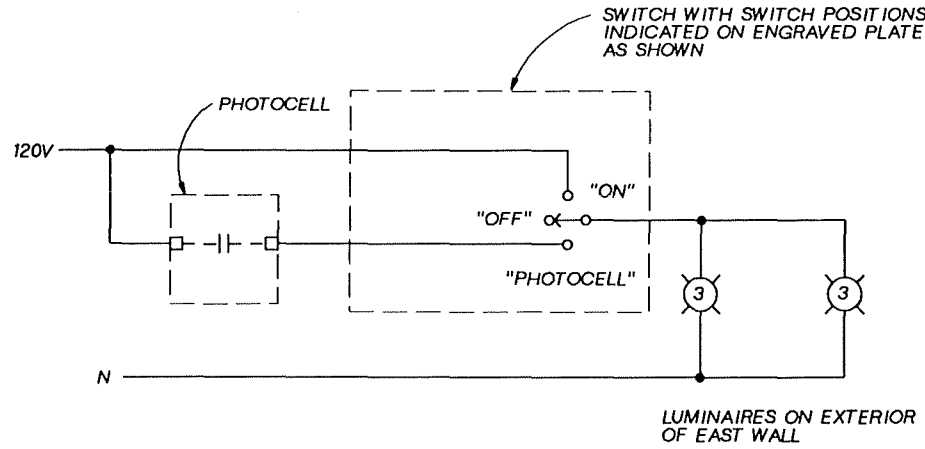 SWITCH WITH SWITCH POSITIONS
INDICATED ON ENGRAVED PLATE
AS SHOWN
PHOTOCELL
120V
"ON"
"OFF"
"PHOTOCELL"
3
3
N
LUMINAIRES ON EXTERIOR
OF EAST WALL